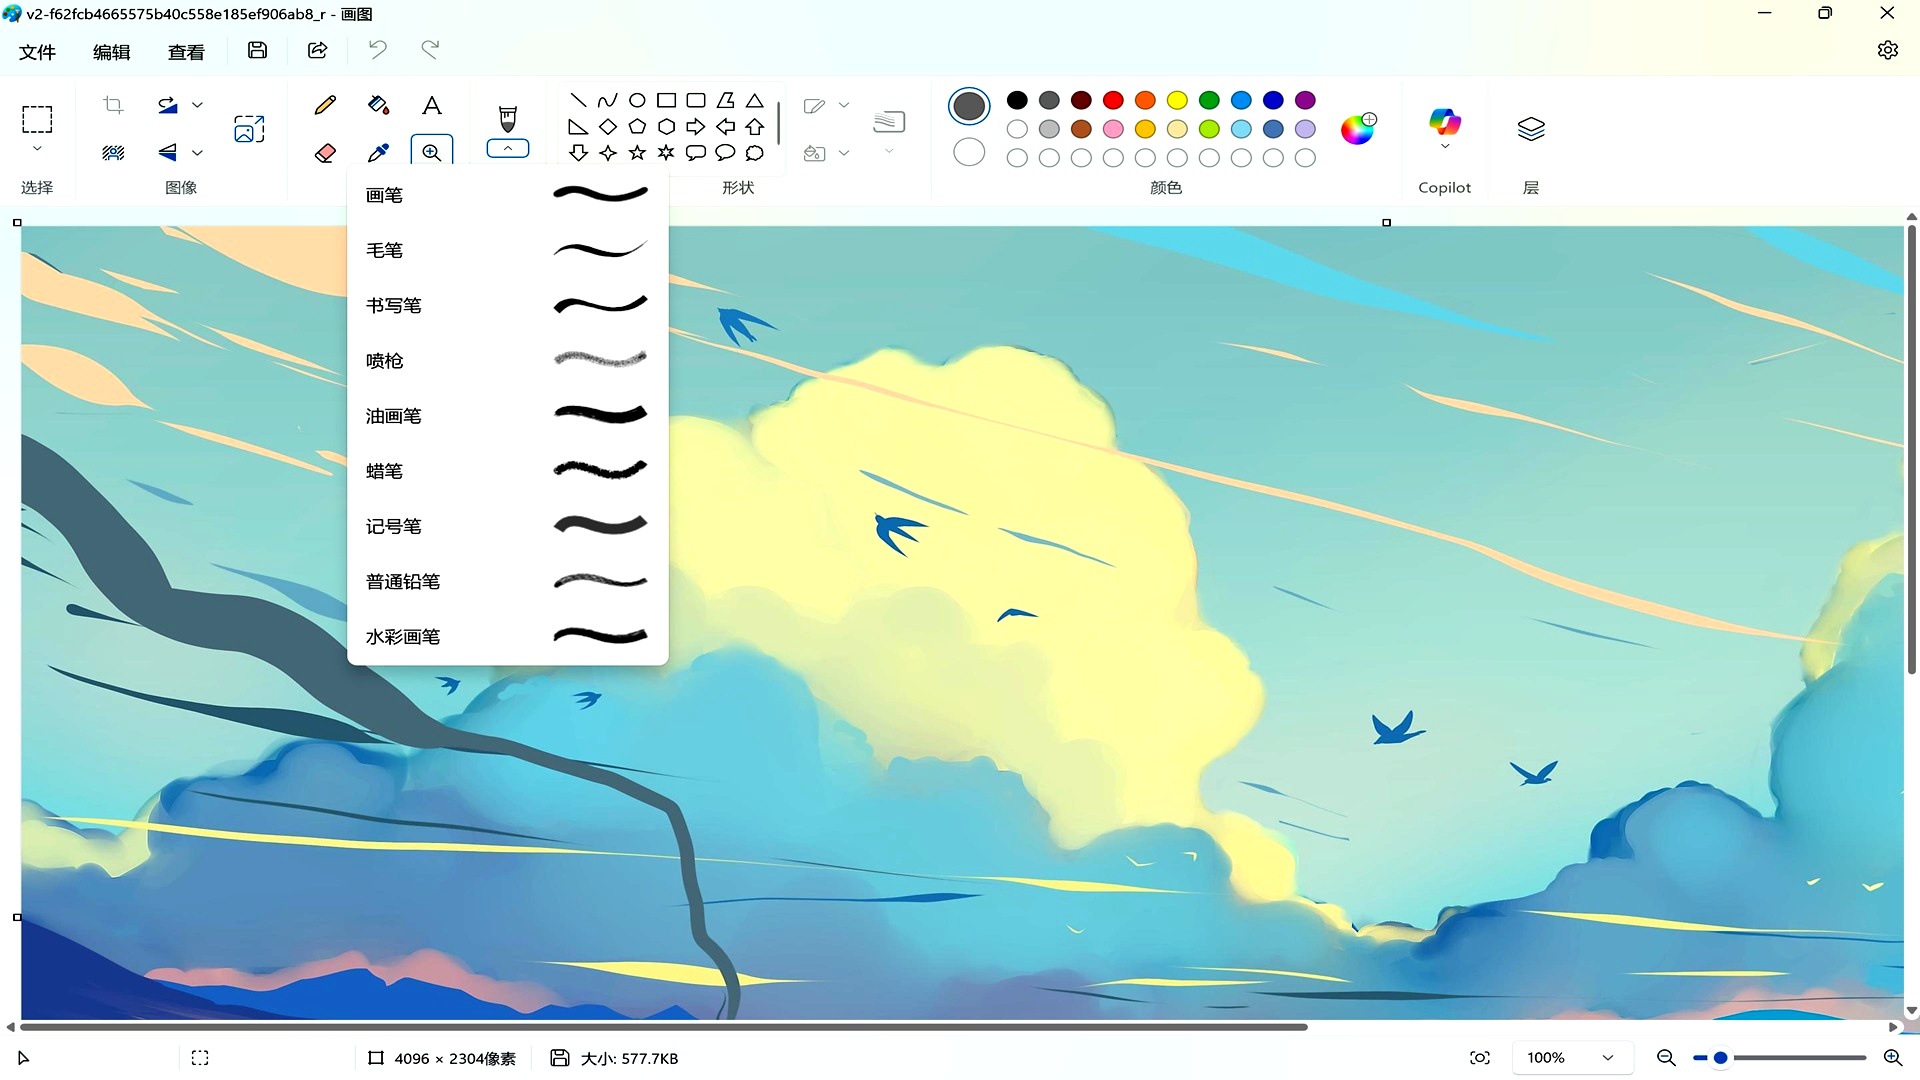 v2-f62fcb4665575b40c558e185ef906ab8_r - 画图
文件 编辑 查看
选择
图像
形状
颜色
Copilot
层
画笔
毛笔
书写笔
喷枪
油画笔
蜡笔
记号笔
普通铅笔
水彩画笔
4096 × 2304像素
大小: 577.7KB
100%